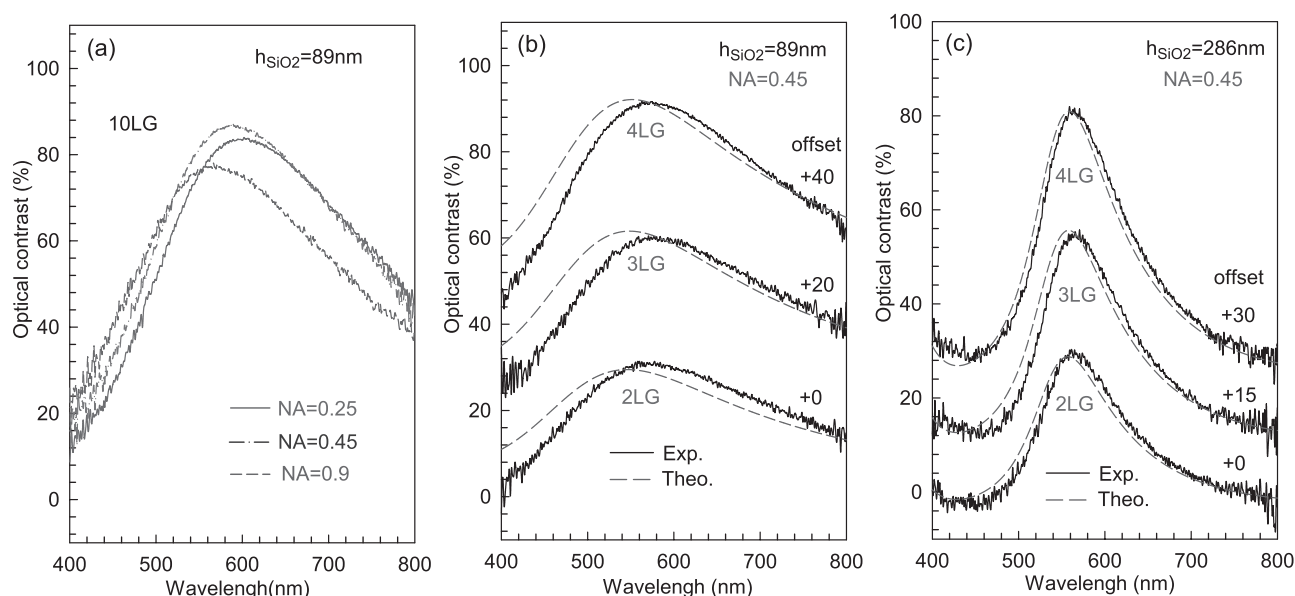 (a)
h_SiO2=89nm
10LG
NA=0.25
NA=0.45
NA=0.9
Optical contrast (%)
100
80
60
40
20
0
400 500 600 700 800
Wavelengh(nm)
(b)
h_SiO2=89nm
NA=0.45
4LG
offset
+40
3LG
+20
2LG
+0
Exp.
Theo.
Optical contrast (%)
100
80
60
40
20
0
400 500 600 700 800
Wavelengh (nm)
(c)
h_SiO2=286nm
NA=0.45
4LG
offset
+30
3LG
+15
2LG
+0
Exp.
Theo.
Optical contrast (%)
100
80
60
40
20
0
400 500 600 700 800
Wavelengh (nm)